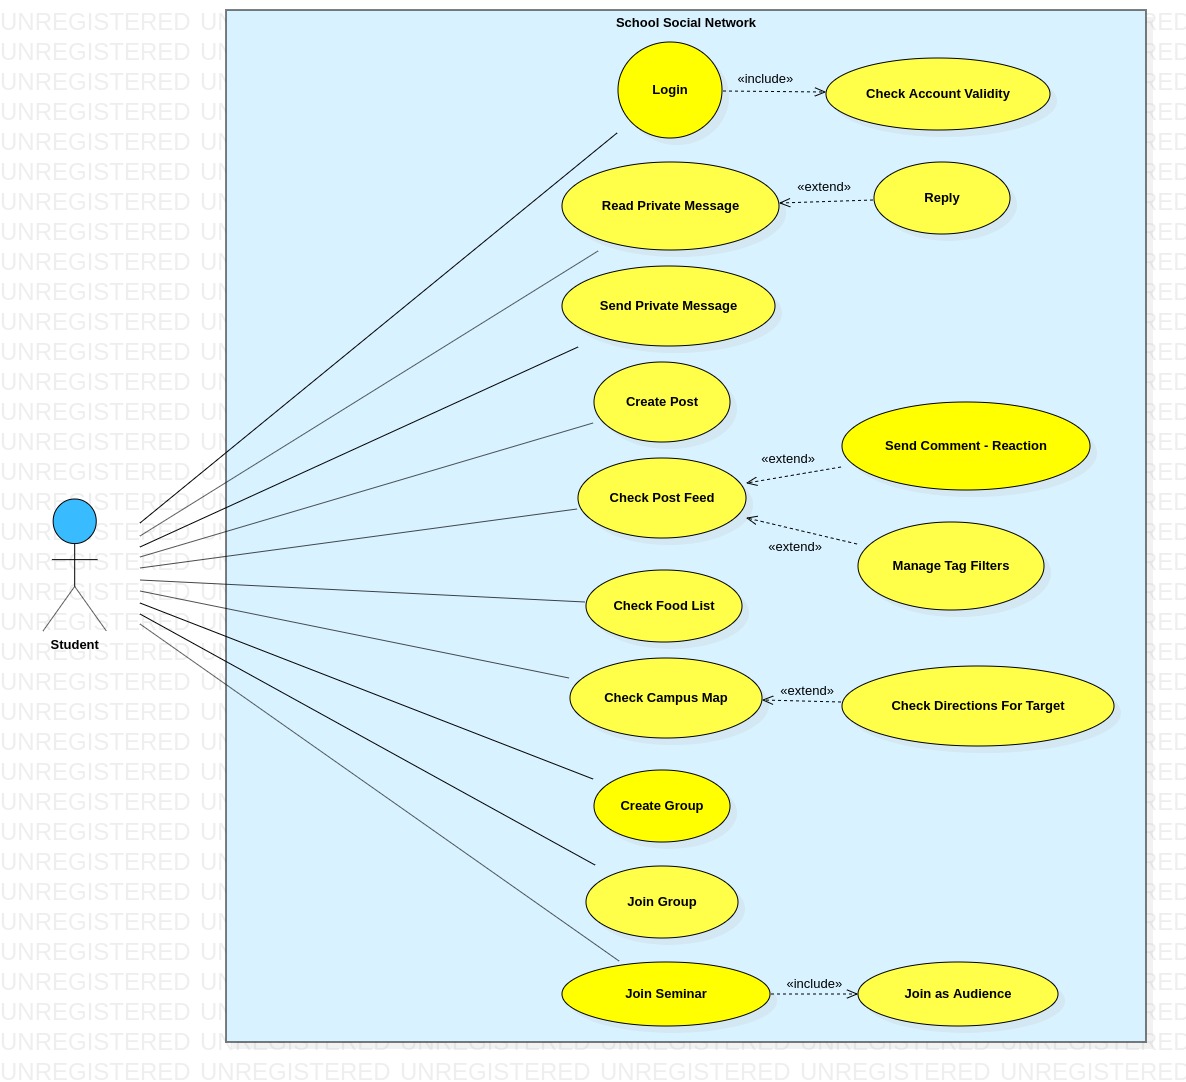 School Social Network
Login
«include»
Check Account Validity
Read Private Message
«extend»
Reply
Send Private Message
Create Post
Check Post Feed
«extend»
Send Comment - Reaction
«extend»
Manage Tag Filters
Student
Check Food List
Check Campus Map
«extend»
Check Directions For Target
Create Group
Join Group
Join Seminar
«include»
Join as Audience
UNREGISTERED UNREGISTERED UNREGISTERED UNREGISTERED UNREGISTERED UNREGISTERED